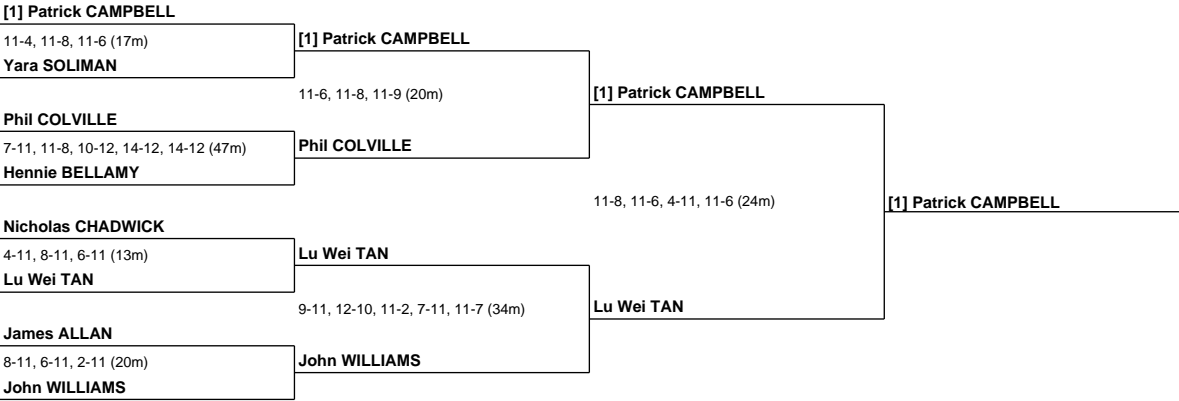 [1] Patrick CAMPBELL
11-4, 11-8, 11-6 (17m)
Yara SOLIMAN
[1] Patrick CAMPBELL
11-6, 11-8, 11-9 (20m)
Phil COLVILLE
7-11, 11-8, 10-12, 14-12, 14-12 (47m)
Hennie BELLAMY
Phil COLVILLE
[1] Patrick CAMPBELL
11-8, 11-6, 4-11, 11-6 (24m)
[1] Patrick CAMPBELL
Nicholas CHADWICK
4-11, 8-11, 6-11 (13m)
Lu Wei TAN
Lu Wei TAN
9-11, 12-10, 11-2, 7-11, 11-7 (34m)
Lu Wei TAN
James ALLAN
8-11, 6-11, 2-11 (20m)
John WILLIAMS
John WILLIAMS